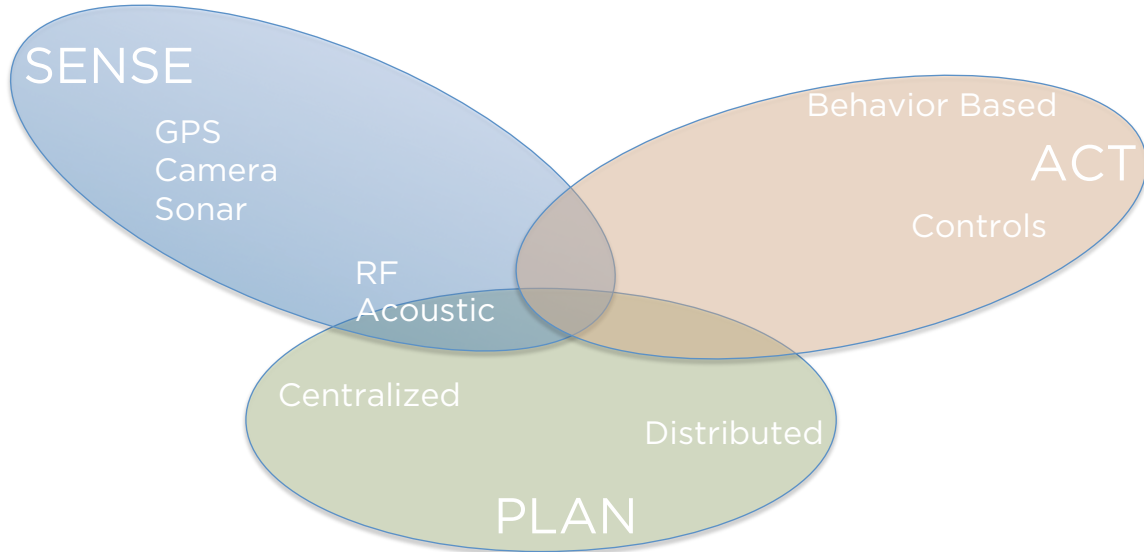 SENSE
GPS
Camera
Sonar
RF
Acoustic
Behavior Based
ACT
Controls
Centralized
Distributed
PLAN